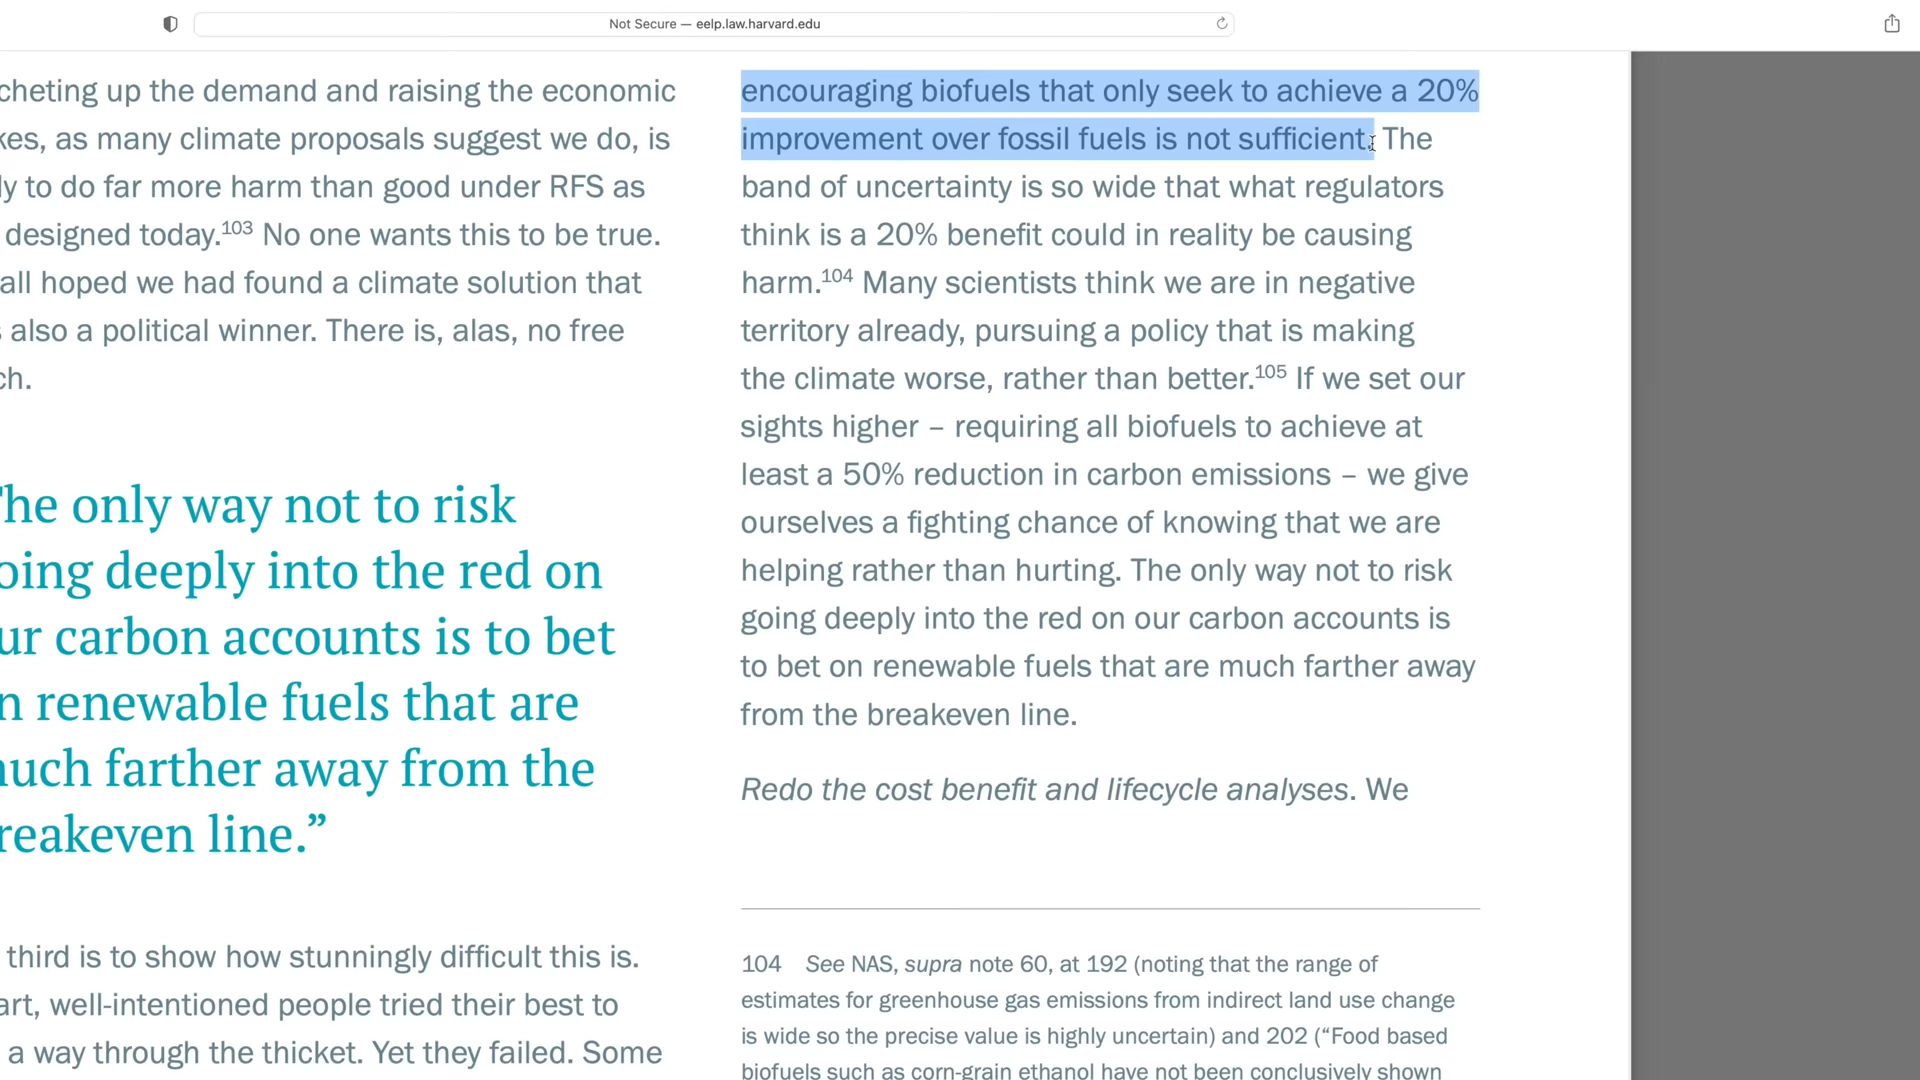 Not Secure — eelp.law.harvard.edu
cheting up the demand and raising the economic
kes, as many climate proposals suggest we do, is
ly to do far more harm than good under RFS as
designed today.103 No one wants this to be true.
all hoped we had found a climate solution that
s also a political winner. There is, alas, no free
ch.
The only way not to risk
oing deeply into the red on
ur carbon accounts is to bet
n renewable fuels that are
much farther away from the
reakeven line.”
third is to show how stunningly difficult this is.
art, well-intentioned people tried their best to
a way through the thicket. Yet they failed. Some
encouraging biofuels that only seek to achieve a 20%
improvement over fossil fuels is not sufficient. The
band of uncertainty is so wide that what regulators
think is a 20% benefit could in reality be causing
harm.104 Many scientists think we are in negative
territory already, pursuing a policy that is making
the climate worse, rather than better.105 If we set our
sights higher – requiring all biofuels to achieve at
least a 50% reduction in carbon emissions – we give
ourselves a fighting chance of knowing that we are
helping rather than hurting. The only way not to risk
going deeply into the red on our carbon accounts is
to bet on renewable fuels that are much farther away
from the breakeven line.
Redo the cost benefit and lifecycle analyses. We
104 See NAS, supra note 60, at 192 (noting that the range of
estimates for greenhouse gas emissions from indirect land use change
is wide so the precise value is highly uncertain) and 202 (“Food based
biofuels such as corn-grain ethanol have not been conclusively shown